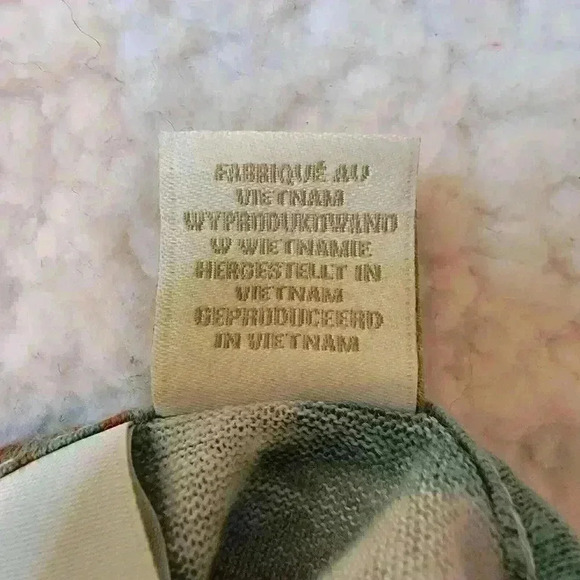 FABRIQUÉ AU
VIETNAM
WYPRODUKOWANO
W WIETNAMIE
HERGESTELLT IN
VIETNAM
GEPRODUCEERD
IN VIETNAM